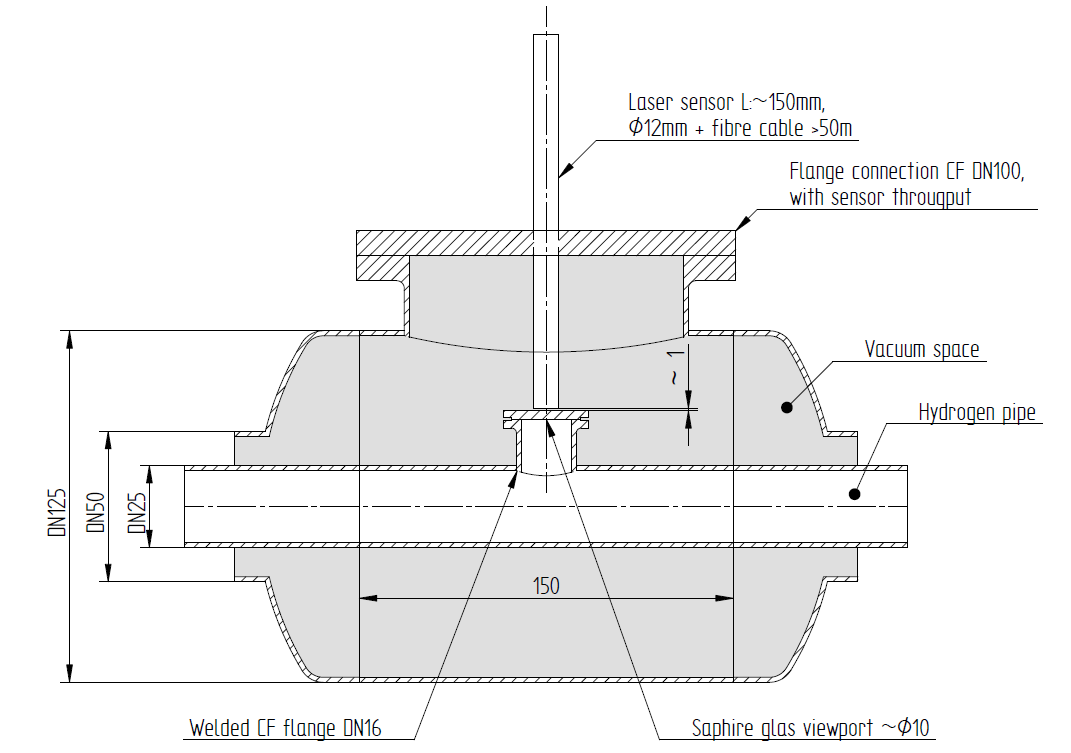 Laser sensor L:~150mm,
Φ12mm + fibre cable >50m
Flange connection CF DN100,
with sensor througput
~ 1
Vacuum space
Hydrogen pipe
DN125
DN50
DN25
150
Welded CF flange DN16
Saphire glas viewport ~Φ10